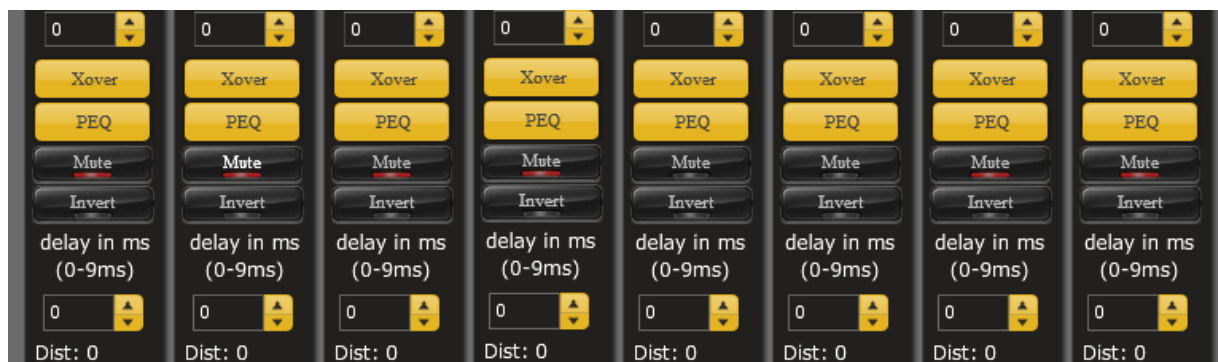 0 0 0 0 0 0 0 0
Xover Xover Xover Xover Xover Xover Xover Xover
PEQ PEQ PEQ PEQ PEQ PEQ PEQ PEQ
Mute Mute Mute Mute Mute Mute Mute Mute
Invert Invert Invert Invert Invert Invert Invert Invert
delay in ms delay in ms delay in ms delay in ms delay in ms delay in ms delay in ms delay in ms
(0-9ms) (0-9ms) (0-9ms) (0-9ms) (0-9ms) (0-9ms) (0-9ms) (0-9ms)
0 0 0 0 0 0 0 0
Dist: 0 Dist: 0 Dist: 0 Dist: 0 Dist: 0 Dist: 0 Dist: 0 Dist: 0